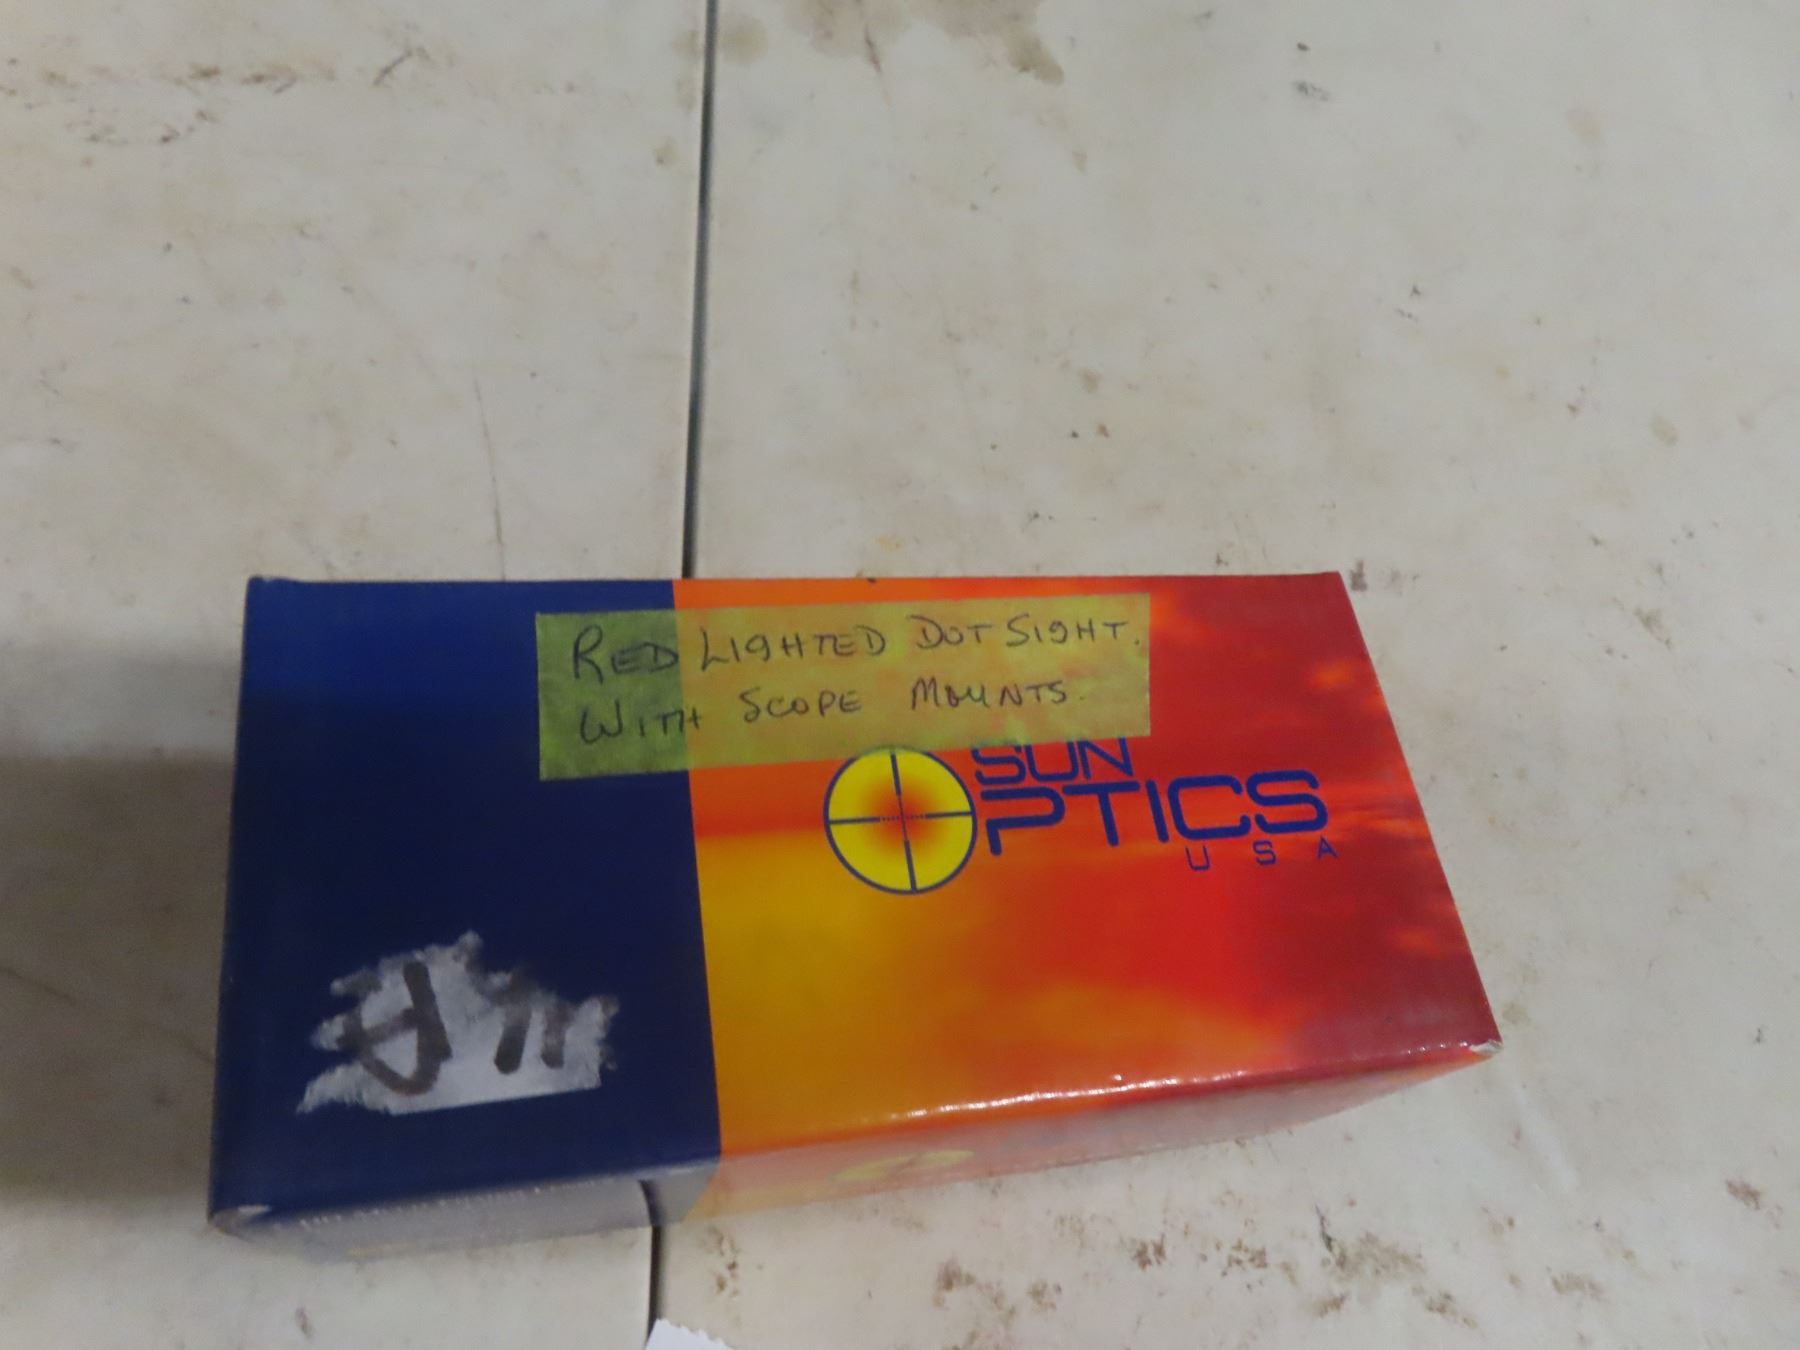 RED LIGHTED DOT SIGHT.
WITH SCOPE MOUNTS.
SUN
OPTICS
USA